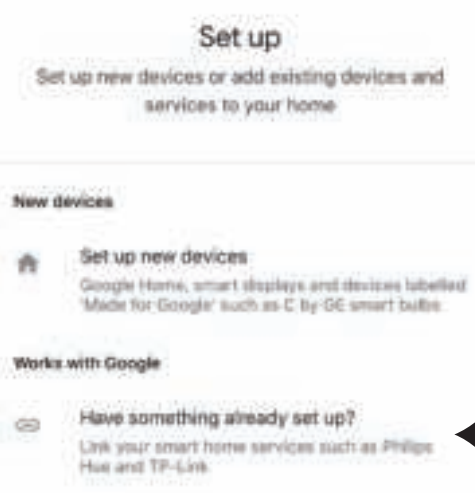 Set up
Set up new devices or add existing devices and
services to your home
New devices
Set up new devices
Google Home, smart displays and devices labelled
'Made for Google' such as C by GE smart bulbs
Works with Google
Have something already set up?
Link your smart home services such as Philips
Hue and TP-Link